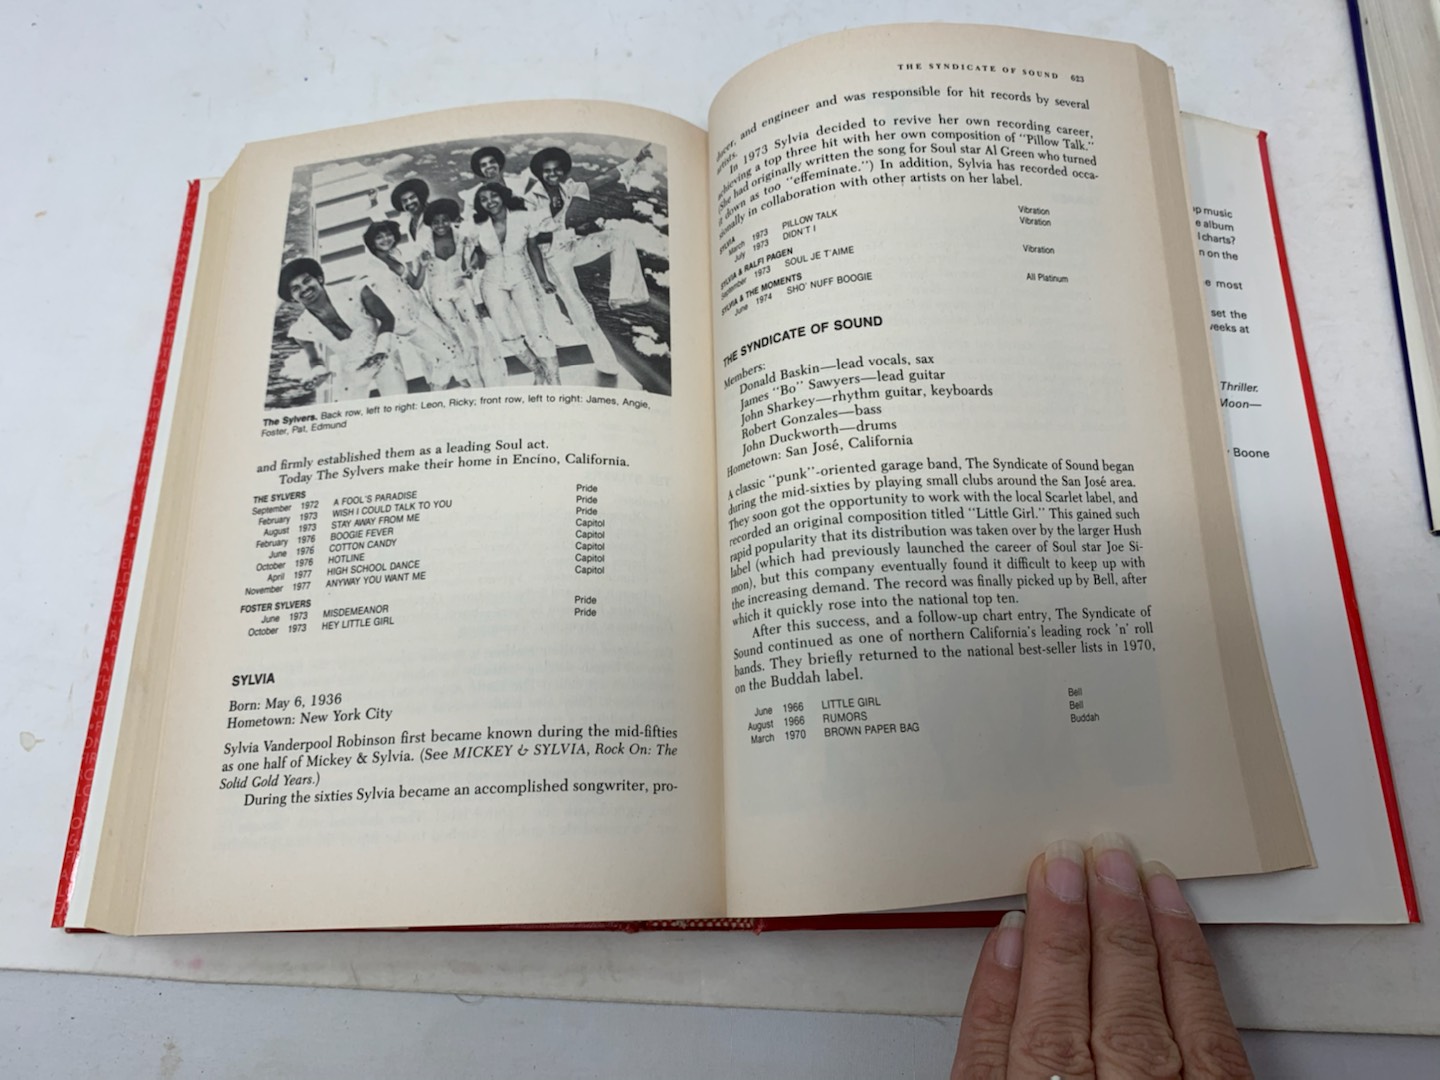 The Sylvers. Back row, left to right: Leon, Ricky; front row, left to right: James, Angie,
Foster, Pat, Edmund
and firmly established them as a leading Soul act.
Today The Sylvers make their home in Encino, California.
THE SYLVERS
September 1972 A FOOL'S PARADISE Pride
February 1973 WISH I COULD TALK TO YOU Pride
August 1973 STAY AWAY FROM ME Pride
February 1976 BOOGIE FEVER Capitol
June 1976 COTTON CANDY Capitol
October 1976 HOTLINE Capitol
April 1977 HIGH SCHOOL DANCE Capitol
November 1977 ANYWAY YOU WANT ME Capitol
FOSTER SYLVERS
June 1973 MISDEMEANOR Pride
October 1973 HEY LITTLE GIRL Pride
SYLVIA
Born: May 6, 1936
Hometown: New York City
Sylvia Vanderpool Robinson first became known during the mid-fifties
as one half of Mickey & Sylvia. (See MICKEY & SYLVIA, Rock On: The
Solid Gold Years.)
During the sixties Sylvia became an accomplished songwriter, pro-
THE SYNDICATE OF SOUND 623
ducer, and engineer and was responsible for hit records by several
artists.
In 1973 Sylvia decided to revive her own recording career,
achieving a top three hit with her own composition of "Pillow Talk."
(She had originally written the song for Soul star Al Green who turned
it down as too "effeminate.") In addition, Sylvia has recorded occa-
sionally in collaboration with other artists on her label.
SYLVIA
March 1973 PILLOW TALK Vibration
July 1973 DIDN'T I Vibration
SYLVIA & RALFI PAGEN
September 1973 SOUL JE T'AIME Vibration
SYLVIA & THE MOMENTS
June 1974 SHO' NUFF BOOGIE All Platinum
THE SYNDICATE OF SOUND
Members:
Donald Baskin—lead vocals, sax
James "Bo" Sawyers—lead guitar
John Sharkey—rhythm guitar, keyboards
Robert Gonzales—bass
John Duckworth—drums
Hometown: San José, California
A classic "punk"-oriented garage band, The Syndicate of Sound began
during the mid-sixties by playing small clubs around the San José area.
They soon got the opportunity to work with the local Scarlet label, and
recorded an original composition titled "Little Girl." This gained such
rapid popularity that its distribution was taken over by the larger Hush
label (which had previously launched the career of Soul star Joe Si-
mon), but this company eventually found it difficult to keep up with
the increasing demand. The record was finally picked up by Bell, after
which it quickly rose into the national top ten.
After this success, and a follow-up chart entry, The Syndicate of
Sound continued as one of northern California's leading rock 'n' roll
bands. They briefly returned to the national best-seller lists in 1970,
on the Buddah label.
June 1966 LITTLE GIRL Bell
August 1966 RUMORS Bell
March 1970 BROWN PAPER BAG Buddah
music
album
charts?
on the
most
set the
at
Thriller.
Moon—
Boone